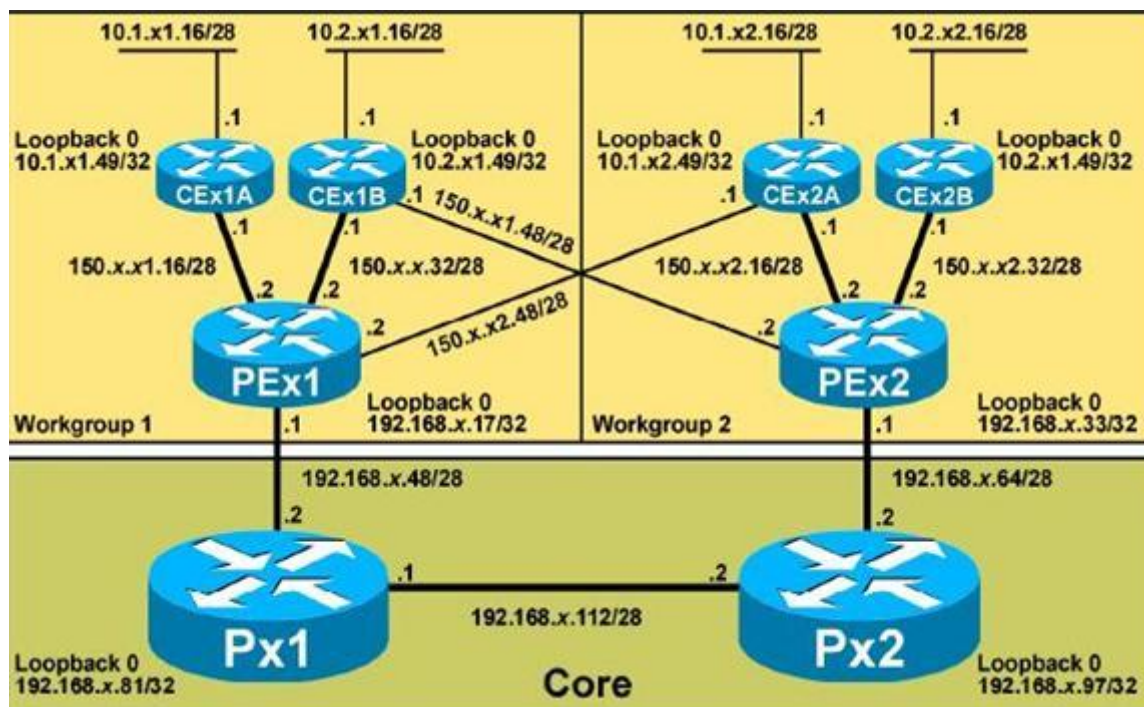 10.1.x1.16/28
10.2.x1.16/28
10.1.x2.16/28
10.2.x2.16/28
.1
.1
.1
.1
Loopback 0
10.1.x1.49/32
Loopback 0
10.2.x1.49/32
Loopback 0
10.1.x2.49/32
Loopback 0
10.2.x1.49/32
CEx1A
CEx1B
CEx2A
CEx2B
.1
.1
.1
.1
.1
.1
150.x.x1.48/28
150.x.x1.16/28
150.x.x.32/28
150.x.x2.16/28
150.x.x2.32/28
.2
.2
.2
.2
.2
.2
150.x.x2.48/28
PEx1
PEx2
Workgroup 1
Loopback 0
192.168.x.17/32
Workgroup 2
Loopback 0
192.168.x.33/32
.1
.1
192.168.x.48/28
192.168.x.64/28
.2
.2
.1
.2
192.168.x.112/28
Px1
Px2
Loopback 0
192.168.x.81/32
Core
Loopback 0
192.168.x.97/32